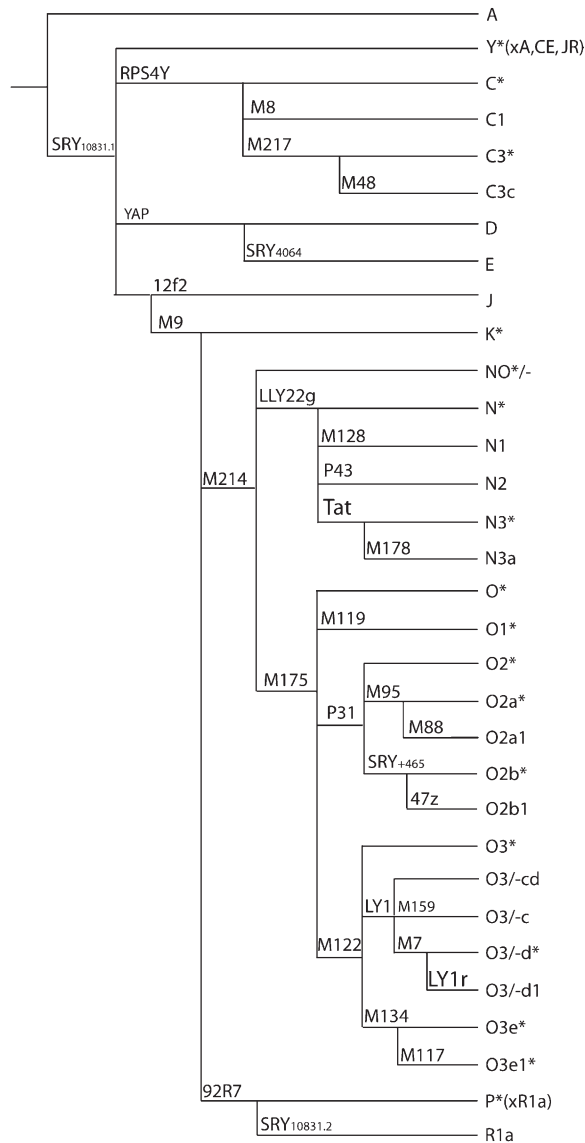 A
Y*(xA,CE, JR}
RPS4Y
C*
M8
C1
SRY10831.1
M217
C3*
M48
C3c
YAP
D
SRY4064
E
12f2
J
M9
K*
NO*/-
LLY22g
N*
M128
N1
M214
P43
N2
Tat
N3*
M178
N3a
O*
M119
O1*
O2*
M175
M95
O2a*
P31
M88
O2a1
SRY+465
O2b*
47z
O2b1
O3*
O3/-cd
LY1 M159
O3/-c
M122
M7
O3/-d*
LY1r
O3/-d1
M134
O3e*
M117
O3e1*
92R7
P*(xR1a)
SRY10831.2
R1a